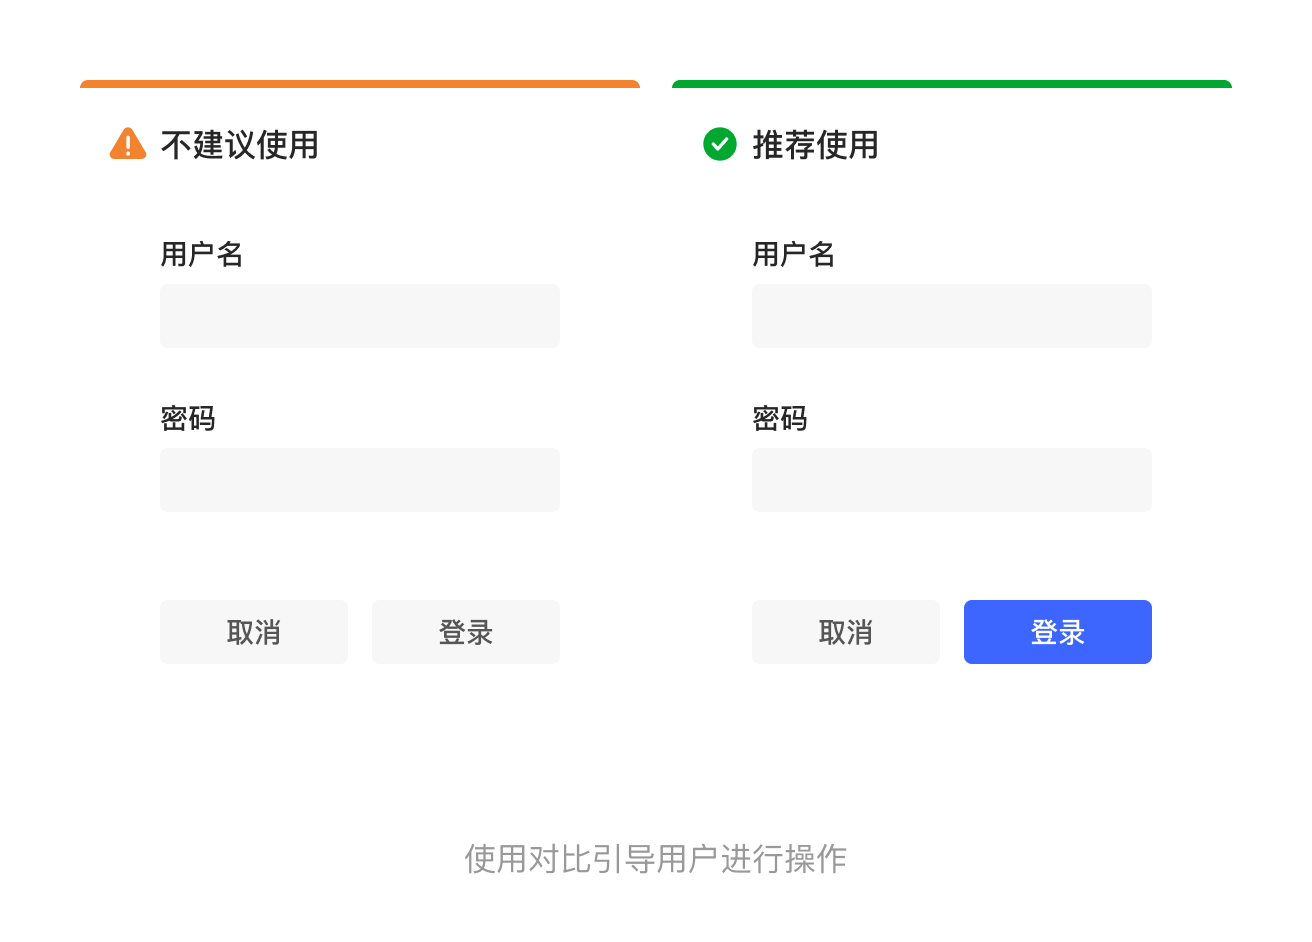 不建议使用
用户名
密码
取消
登录
推荐使用
用户名
密码
取消
登录
使用对比引导用户进行操作